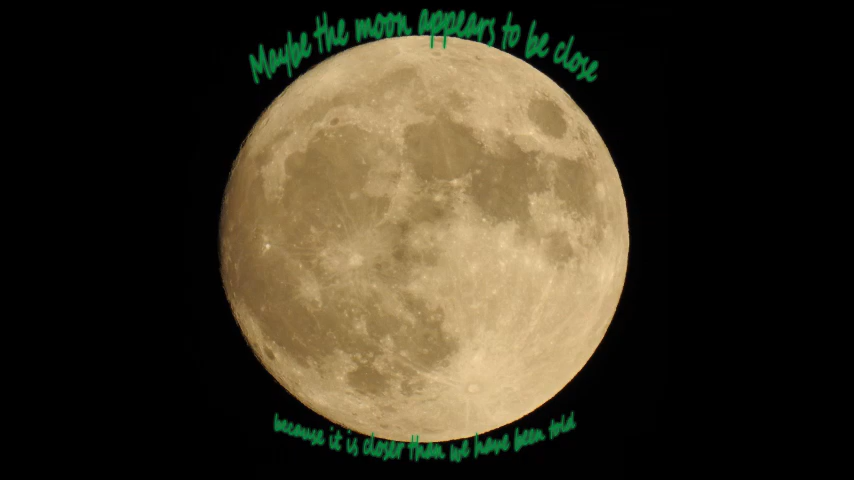 Maybe the moon appears to be close
because it is closer than we have been told